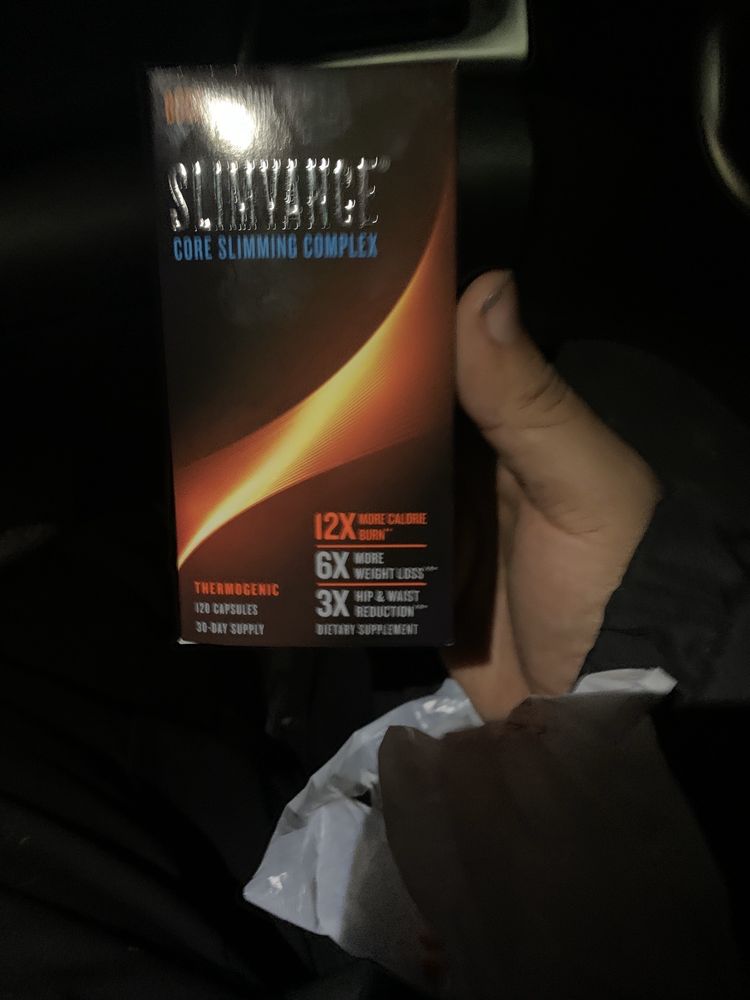 SLIMVANCE®
CORE SLIMMING COMPLEX
12X MORE CALORIE
BURN**
6X MORE
WEIGHT LOSS
THERMOGENIC
3X HIP & WAIST
120 CAPSULES
REDUCTION
30-DAY SUPPLY
DIETARY SUPPLEMENT